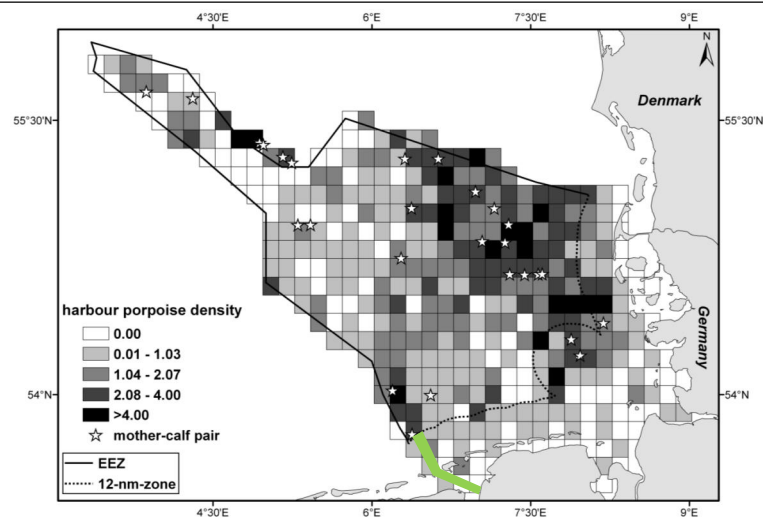 4°30'E 6°E 7°30'E 9°E
N
Denmark
55°30'N 55°30'N
harbour porpoise density
0.00
0.01 - 1.03
1.04 - 2.07
2.08 - 4.00
>4.00
mother-calf pair
Germany
54°N 54°N
EEZ
12-nm-zone
4°30'E 6°E 7°30'E 9°E